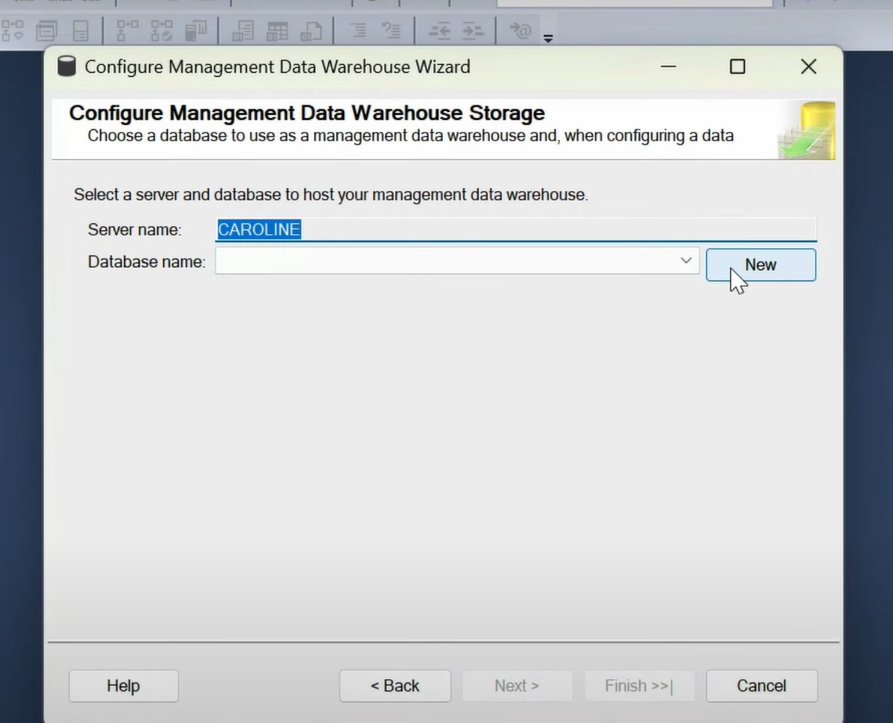 Configure Management Data Warehouse Wizard
Configure Management Data Warehouse Storage
Choose a database to use as a management data warehouse and, when configuring a data
Select a server and database to host your management data warehouse.
Server name: CAROLINE
Database name: New
Help < Back Next > Finish >>| Cancel